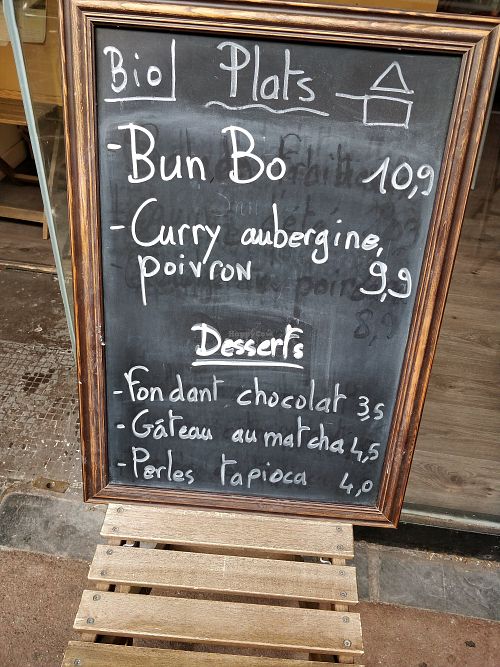 Bio Plats
- Bun Bo 10,9
- Curry aubergine,
poivron 9,9
Desserts
- Fondant chocolat 3,5
- Gâteau au matcha 4,5
- Perles tapioca 4,0